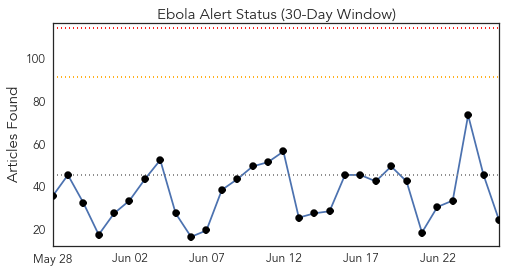 Ebola Alert Status (30-Day Window)
Articles Found
100
80
60
40
20
May 28
Jun 02
Jun 07
Jun 12
Jun 17
Jun 22